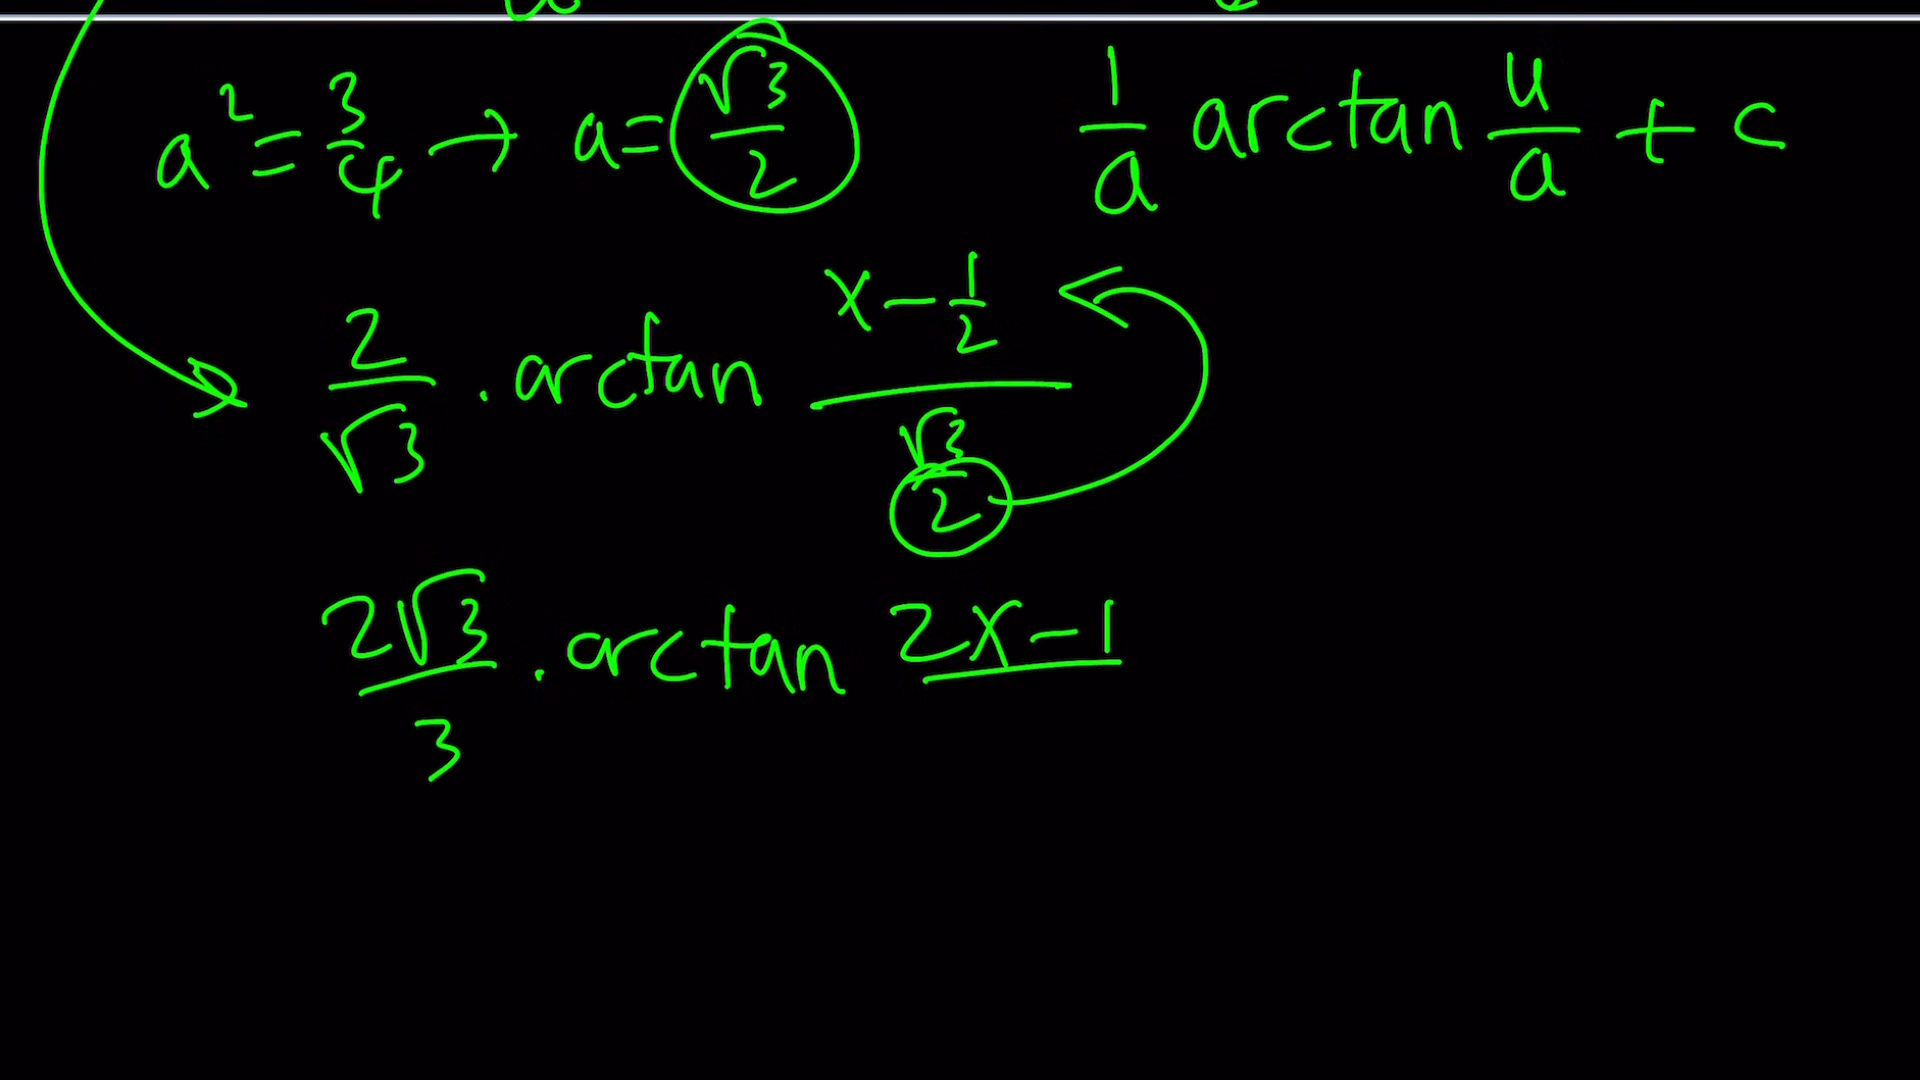 a² = 3/4 → a = √3/2
1/a arctan u/a + c
2/√3 . arctan (x - 1/2)/(√3/2)
2√3/3 . arctan 2x-1